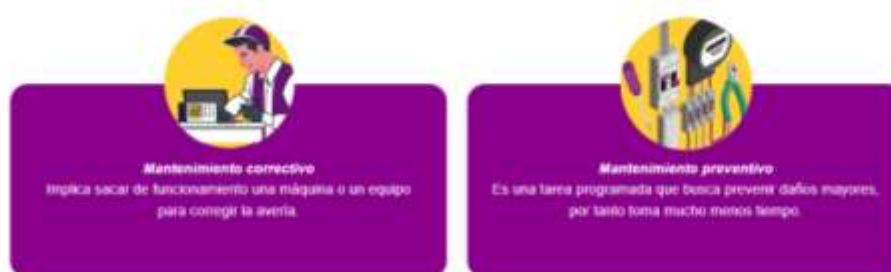 Mantenimiento correctivo
Implica sacar de funcionamiento una máquina o un equipo
para corregir la avería.
Mantenimiento preventivo
Es una tarea programada que busca prevenir daños mayores,
por tanto toma mucho menos tiempo.